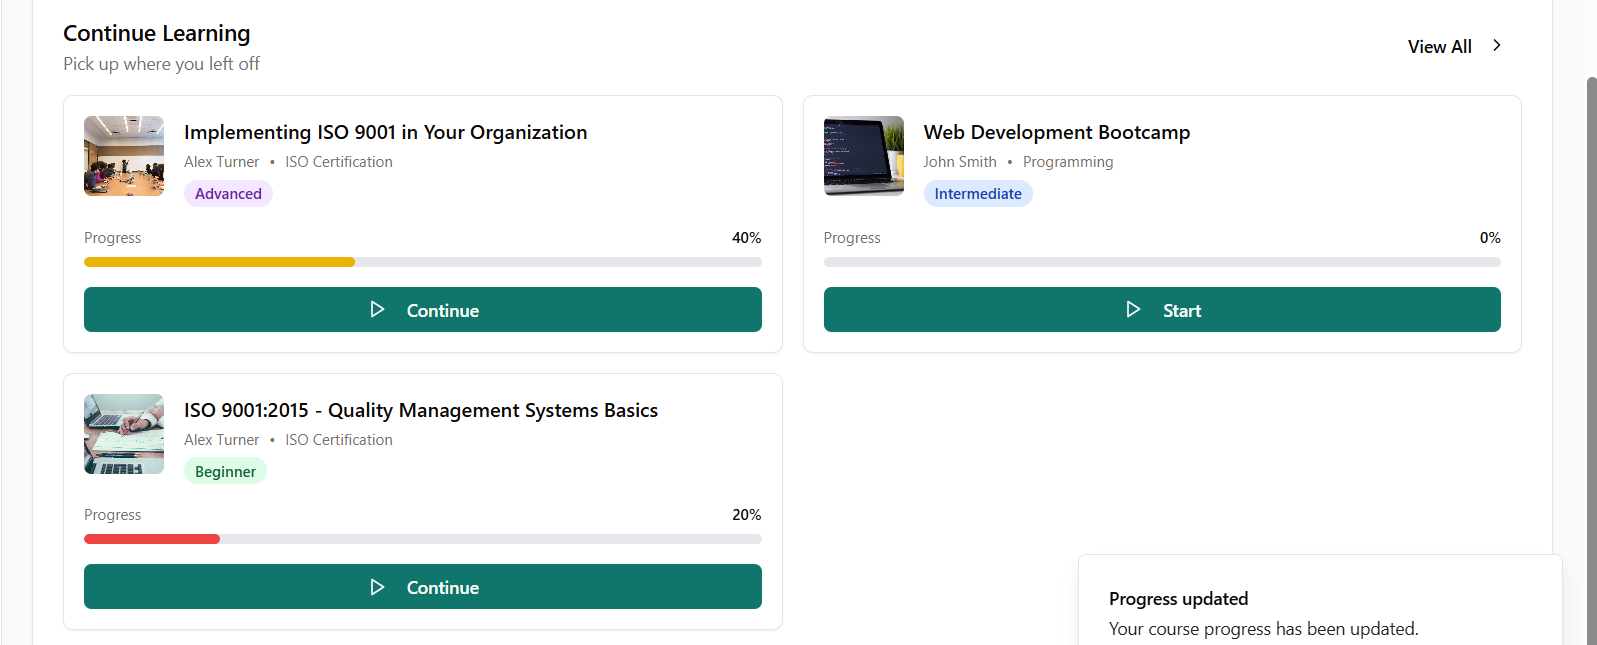 Continue Learning
Pick up where you left off
View All
Implementing ISO 9001 in Your Organization
Alex Turner • ISO Certification
Advanced
Progress 40%
Continue
Web Development Bootcamp
John Smith • Programming
Intermediate
Progress 0%
Start
ISO 9001:2015 - Quality Management Systems Basics
Alex Turner • ISO Certification
Beginner
Progress 20%
Continue
Progress updated
Your course progress has been updated.